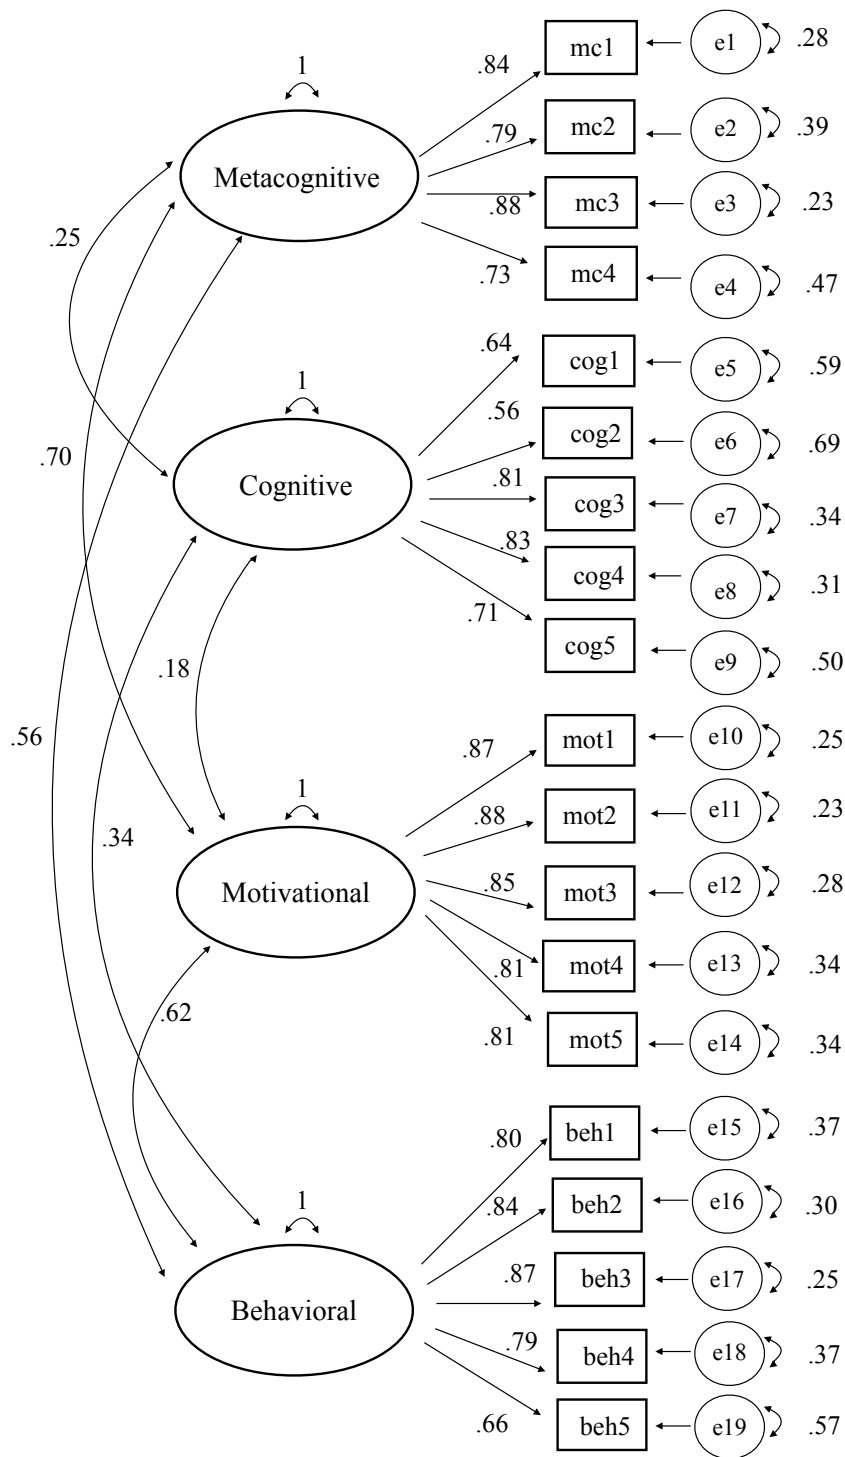 1
Metacognitive
.84 mc1 e1 .28
.79 mc2 e2 .39
.88 mc3 e3 .23
.73 mc4 e4 .47
.25
1
Cognitive
.64 cog1 e5 .59
.56 cog2 e6 .69
.81 cog3 e7 .34
.83 cog4 e8 .31
.71 cog5 e9 .50
.70
.18
.56
.34
1
Motivational
.87 mot1 e10 .25
.88 mot2 e11 .23
.85 mot3 e12 .28
.81 mot4 e13 .34
.81 mot5 e14 .34
.62
1
Behavioral
.80 beh1 e15 .37
.84 beh2 e16 .30
.87 beh3 e17 .25
.79 beh4 e18 .37
.66 beh5 e19 .57